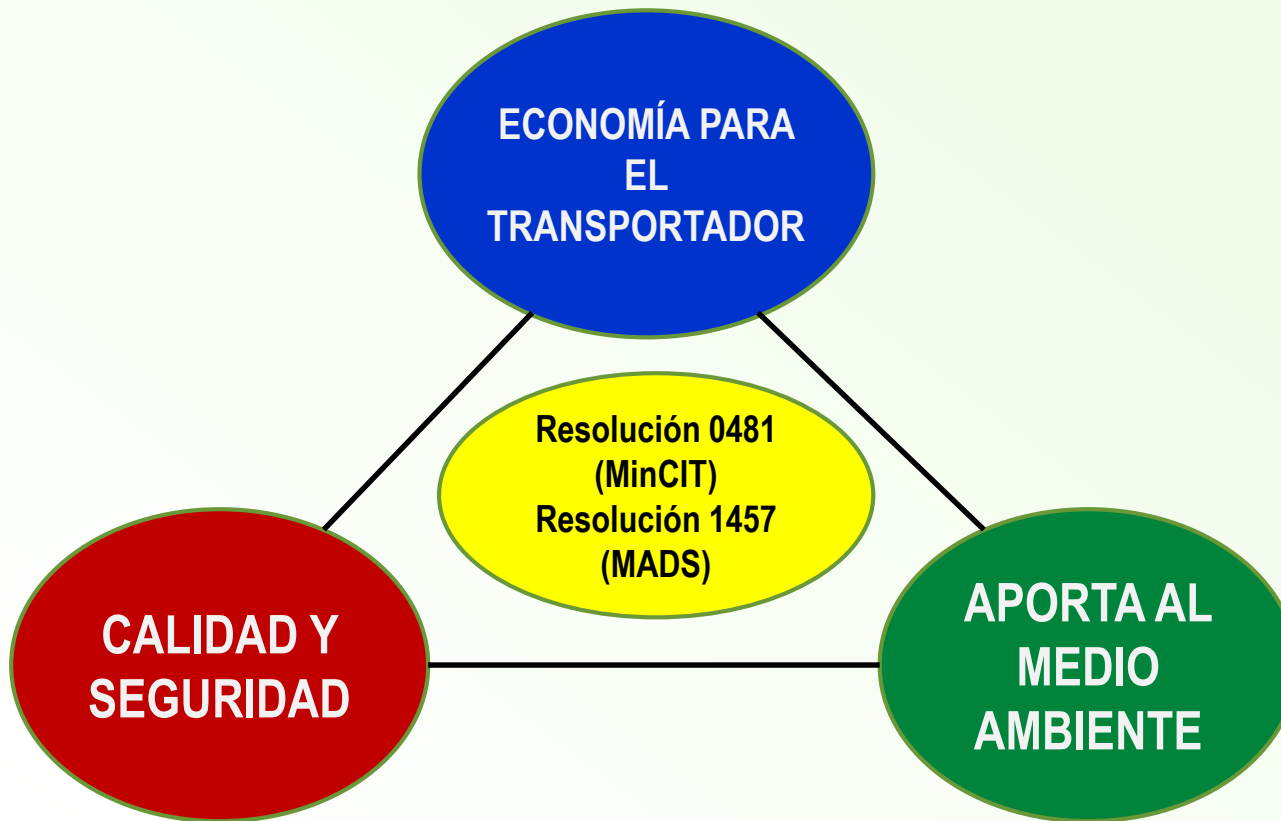 ECONOMÍA PARA
EL
TRANSPORTADOR
Resolución 0481
(MinCIT)
Resolución 1457
(MADS)
CALIDAD Y
SEGURIDAD
APORTA AL
MEDIO
AMBIENTE